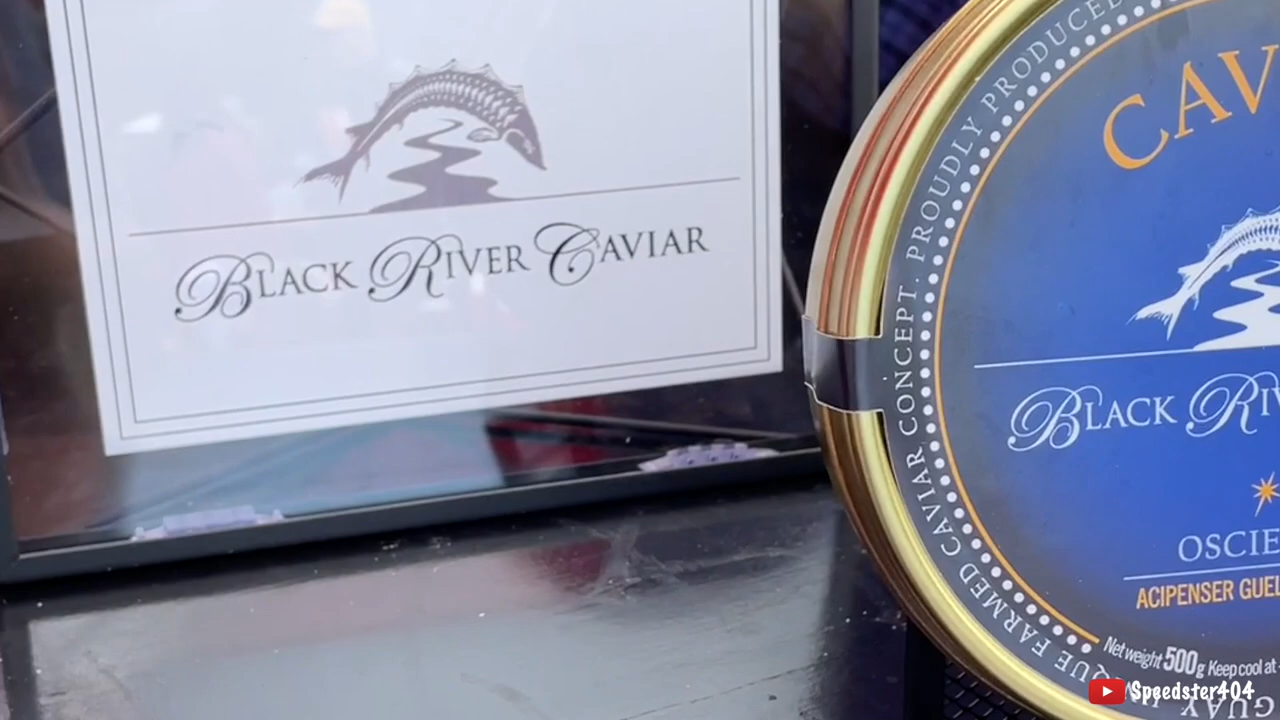 BLACK RIVER CAVIAR
PROUDLY PRODUCED
CAVIAR CONCEPT.
FARMED
CAV
BLACK RIV
OSCIE
ACIPENSER GUEL
Net weight 500g Keep cool at
Speedster404